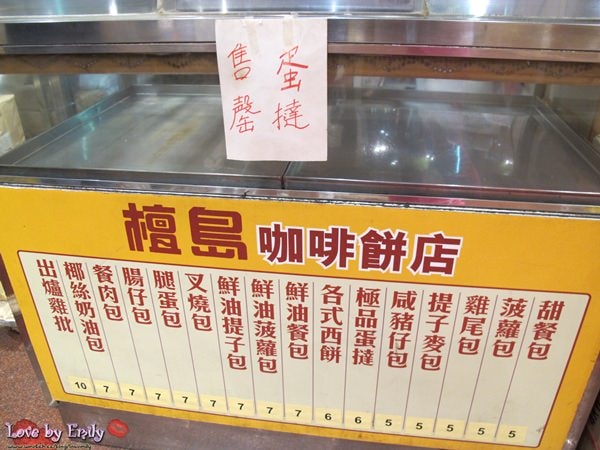 蛋撻
售罄
檀島咖啡餅店
甜餐包 5
菠蘿包 5
雞尾包 5
提子麥包 5
咸豬仔包 5
極品蛋撻 6
各式西餅 6
鮮油餐包 7
鮮油菠蘿包 7
鮮油提子包 7
叉燒包 7
腿蛋包 7
腸仔包 7
餐肉包 7
椰絲奶油包 7
出爐雞批 10
Love by Emily